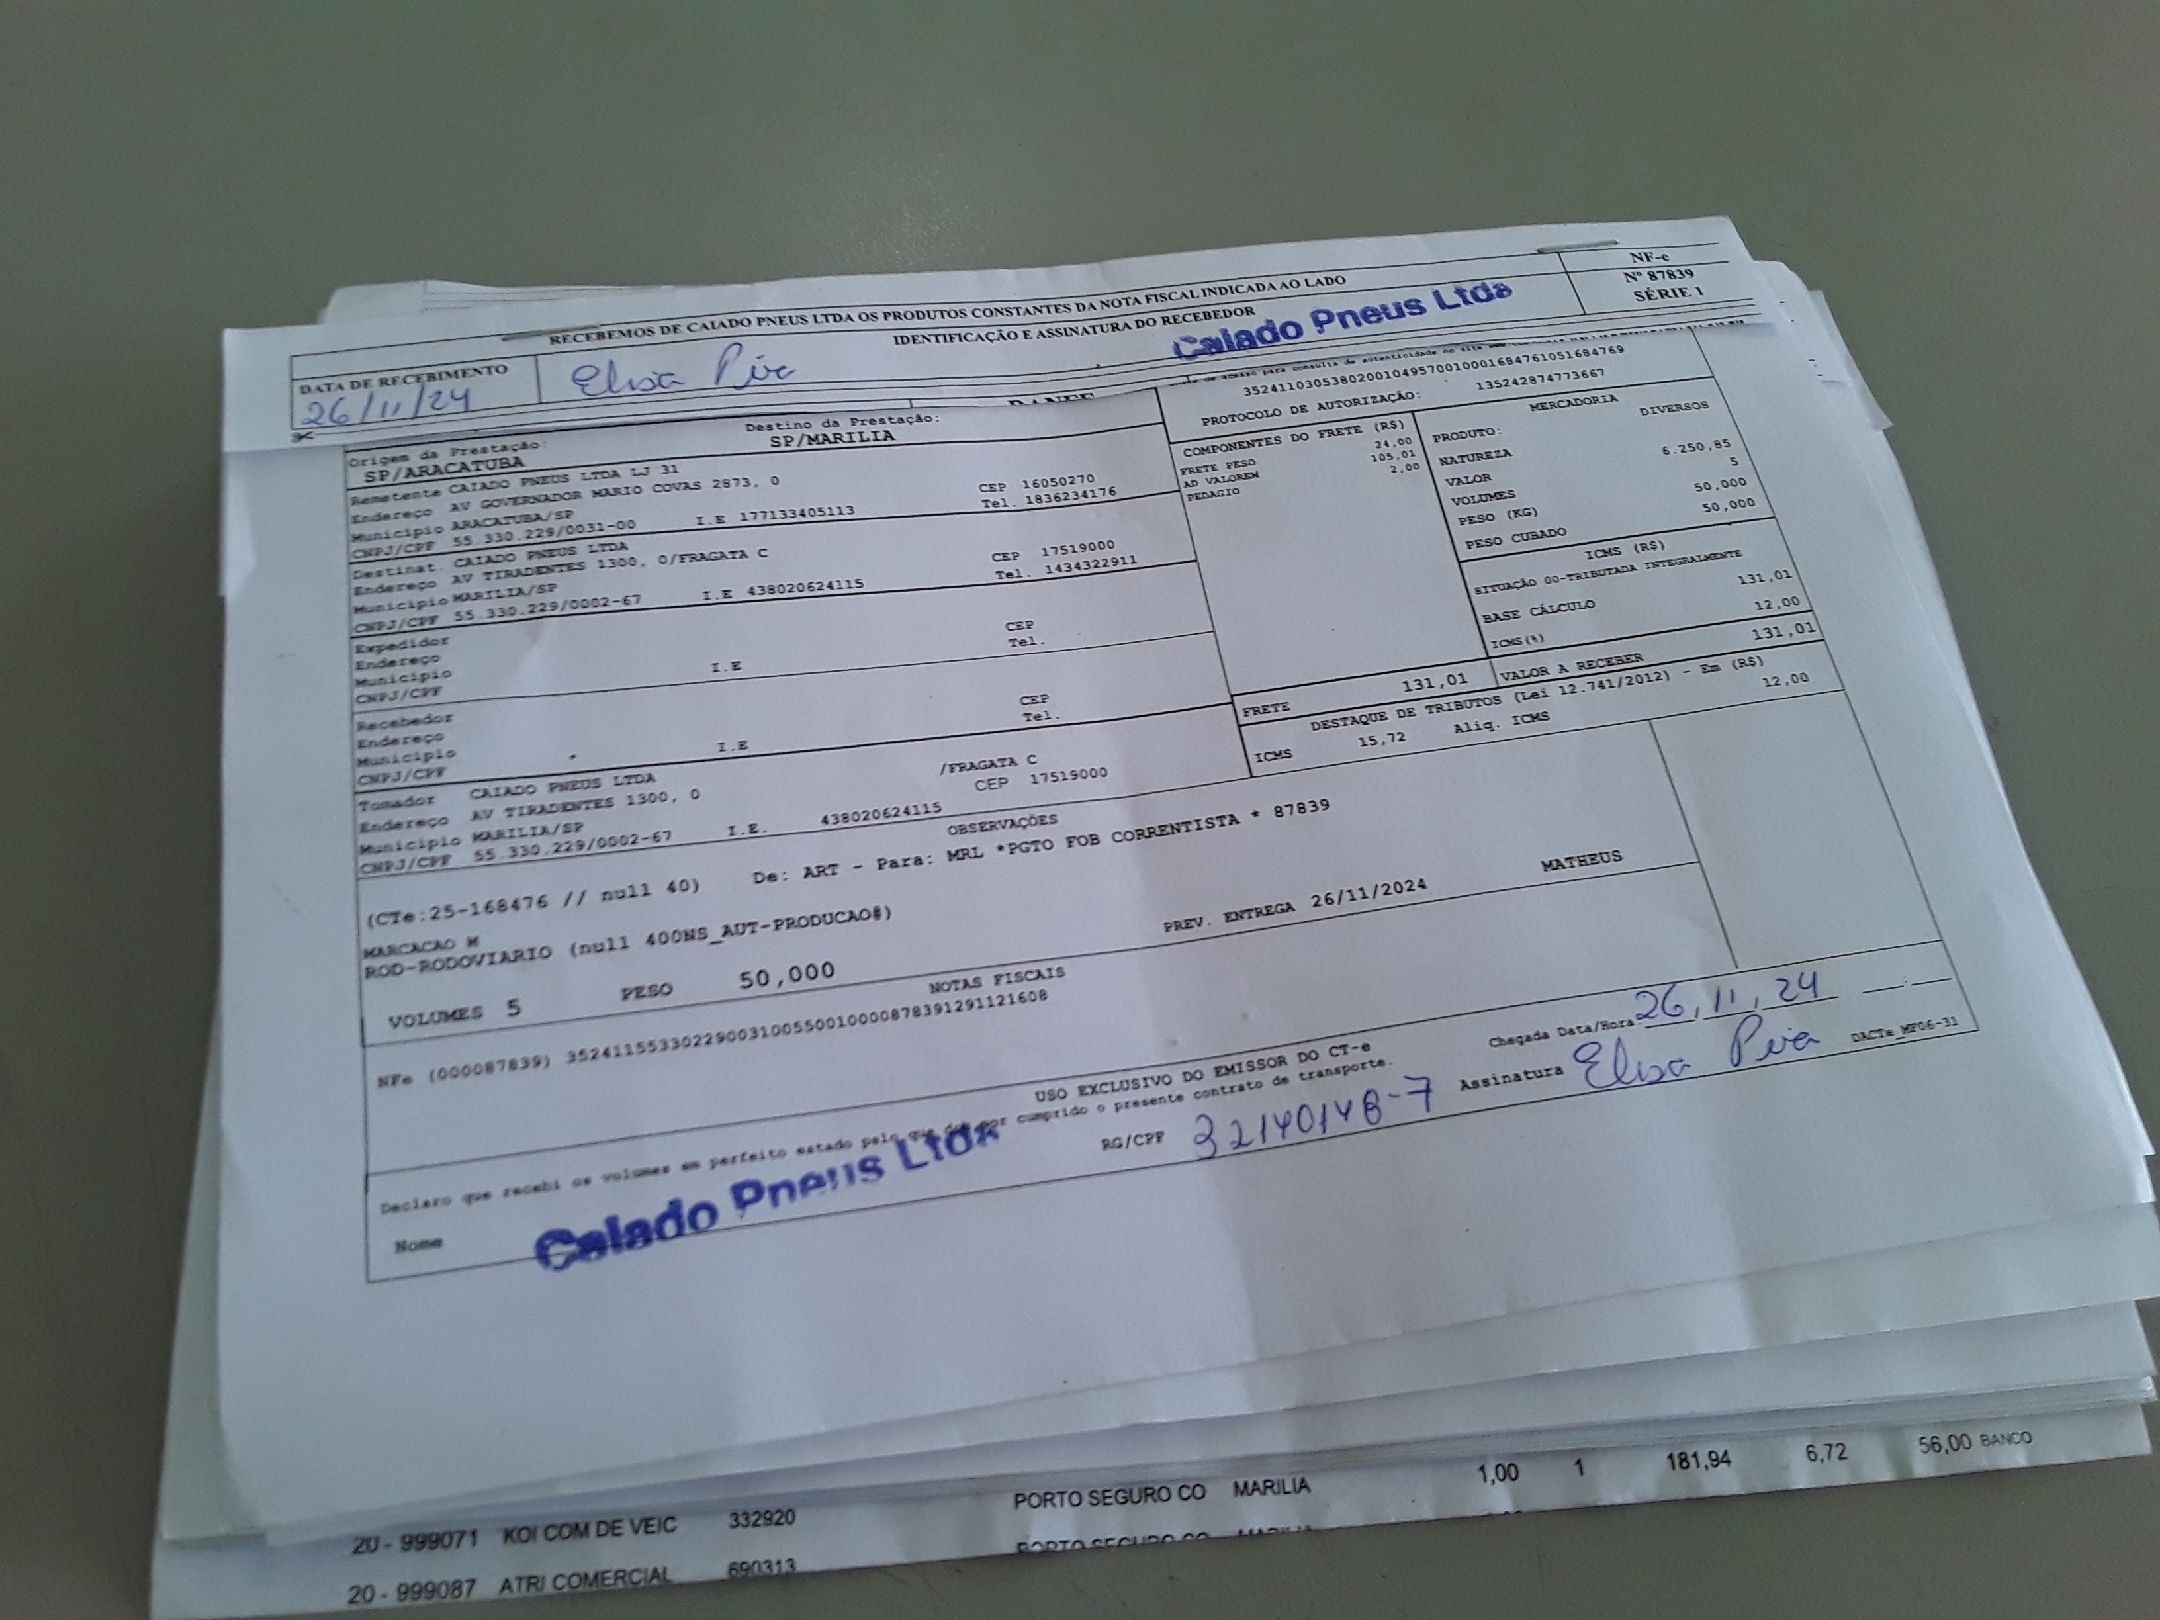 RECEBEMOS DE CAIADO PNEUS LTDA OS PRODUTOS CONSTANTES DA NOTA FISCAL INDICADA AO LADO
NF-e
Nº 87839
SÉRIE 1
DATA DE RECEBIMENTO
26/11/24
IDENTIFICAÇÃO E ASSINATURA DO RECEBEDOR
Elisa
Caiado Pneus Ltda
35241103053802001049570010001684761051684769
PROTOCOLO DE AUTORIZAÇÃO: 135242874773667
Origem da Prestação:
SP/ARACATUBA
Destino da Prestação:
SP/MARILIA
Remetente CAIADO PNEUS LTDA LJ 31
Endereço AV GOVERNADOR MARIO COVAS 2873, 0 CEP 16050270
Município ARACATUBA/SP Tel. 1836234176
CNPJ/CPF 55.330.229/0031-00 I.E 177133405113
Destinat. CAIADO PNEUS LTDA
Endereço AV TIRADENTES 1300, 0/FRAGATA C CEP 17519000
Município MARILIA/SP Tel. 1434322911
CNPJ/CPF 55.330.229/0002-67 I.E 438020624115
Expedidor
Endereço CEP
Município Tel.
CNPJ/CPF I.E
Recebedor
Endereço CEP
Município Tel.
CNPJ/CPF I.E
Tomador CAIADO PNEUS LTDA
Endereço AV TIRADENTES 1300, 0 /FRAGATA C
Município MARILIA/SP CEP 17519000
CNPJ/CPF 55.330.229/0002-67 I.E. 438020624115
COMPONENTES DO FRETE (R$)
FRETE PESO 24,00
AD VALOREM 105,01
PEDAGIO 2,00
MERCADORIA
PRODUTO: DIVERSOS
NATUREZA
VALOR 6.250,85
VOLUMES 5
PESO (KG) 50,000
PESO CUBADO 50,000
ICMS (R$)
SITUAÇÃO 00-TRIBUTADA INTEGRALMENTE
BASE CÁLCULO 131,01
ICMS(%) 12,00
FRETE 131,01 VALOR A RECEBER 131,01
DESTAQUE DE TRIBUTOS (Lei 12.741/2012) - Em (R$)
ICMS 15,72 Aliq. ICMS 12,00
OBSERVAÇÕES
(CTe:25-168476 // null 40) De: ART - Para: MRL *PGTO FOB CORRENTISTA * 87839
MARCACAO M
ROD-RODOVIARIO (null 400NS_AUT-PRODUCAO#)
PREV. ENTREGA 26/11/2024 MATHEUS
VOLUMES 5 PESO 50,000
NOTAS FISCAIS
NFe (000087839) 35241155330229003100550010000878391291121608
USO EXCLUSIVO DO EMISSOR DO CT-e
Declaro que recebi os volumes em perfeito estado pelo que dou por cumprido o presente contrato de transporte.
Chegada Data/Hora: 26, 11, 24
Nome Caiado Pneus Ltda RG/CPF 32140148-7 Assinatura Elisa
DACTe_MF06-31
20 - 999071 KOI COM DE VEIC 332920 PORTO SEGURO CO MARILIA 1,00 1 181,94 6,72 56,00 BANCO
20 - 999087 ATRI COMERCIAL 690313 PORTO SEGURO CO MARILIA